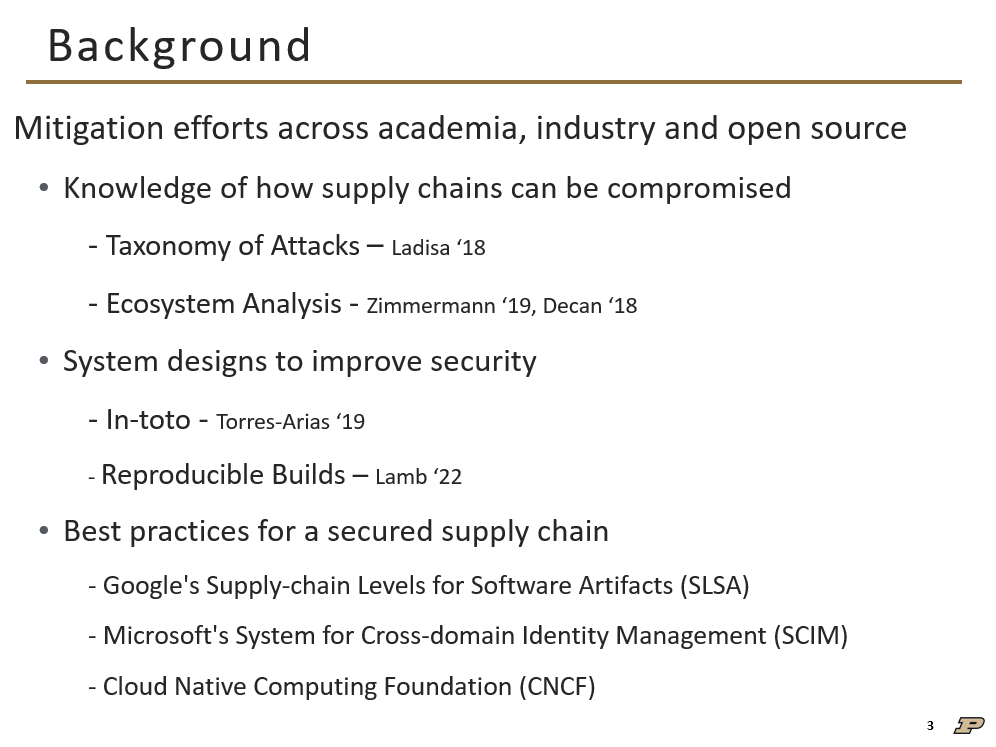 Background
Mitigation efforts across academia, industry and open source
• Knowledge of how supply chains can be compromised
- Taxonomy of Attacks – Ladisa ‘18
- Ecosystem Analysis - Zimmermann ‘19, Decan ‘18
• System designs to improve security
- In-toto - Torres-Arias ‘19
- Reproducible Builds – Lamb ‘22
• Best practices for a secured supply chain
- Google's Supply-chain Levels for Software Artifacts (SLSA)
- Microsoft's System for Cross-domain Identity Management (SCIM)
- Cloud Native Computing Foundation (CNCF)
3 P